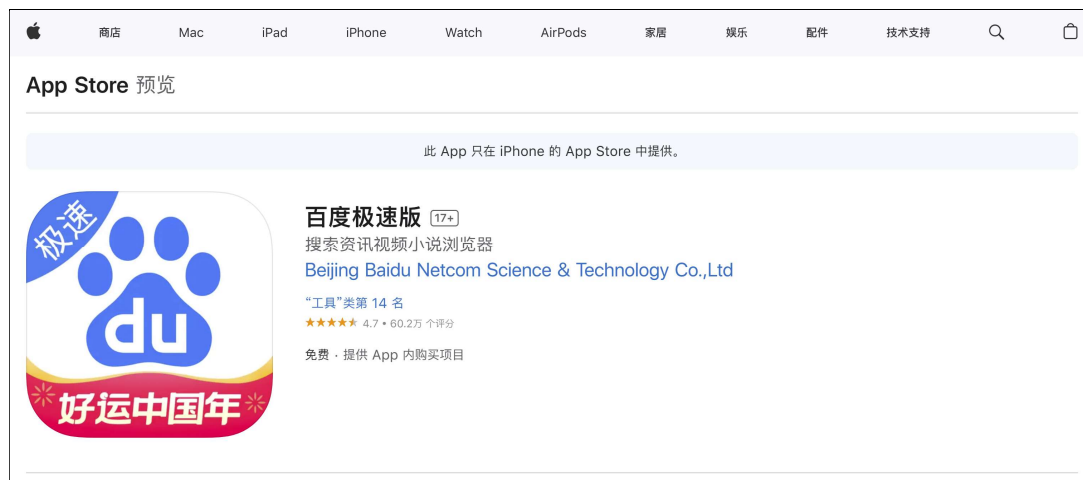 商店 Mac iPad iPhone Watch AirPods 家居 娱乐 配件 技术支持
App Store 预览
此 App 只在 iPhone 的 App Store 中提供。
极速
du
好运中国年
百度极速版 17+
搜索资讯视频小说浏览器
Beijing Baidu Netcom Science & Technology Co.,Ltd
“工具”类第 14 名
4.7 • 60.2万 个评分
免费 · 提供 App 内购买项目